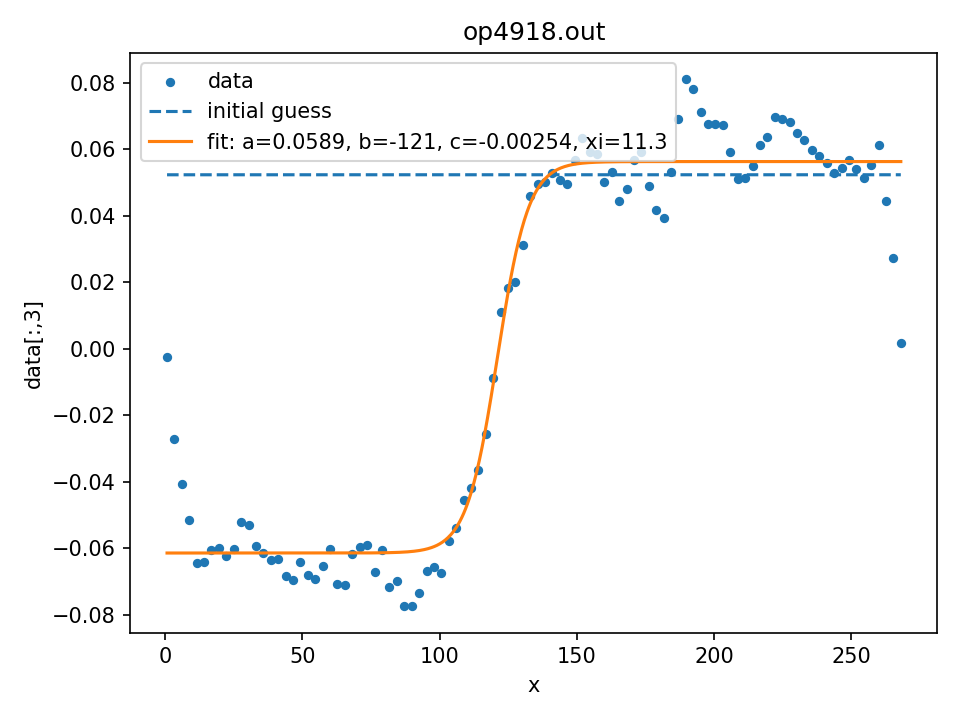 op4918.out
data
initial guess
fit: a=0.0589, b=-121, c=-0.00254, xi=11.3
data[:,3]
0.08
0.06
0.04
0.02
0.00
−0.02
−0.04
−0.06
−0.08
0 50 100 150 200 250
x